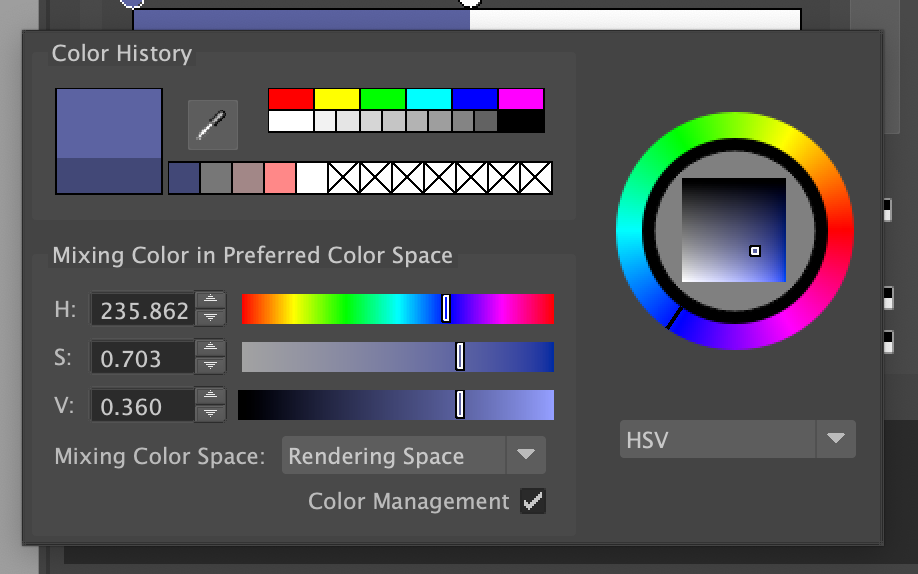 Color History
Mixing Color in Preferred Color Space
H: 235.862
S: 0.703
V: 0.360
HSV
Mixing Color Space: Rendering Space
Color Management